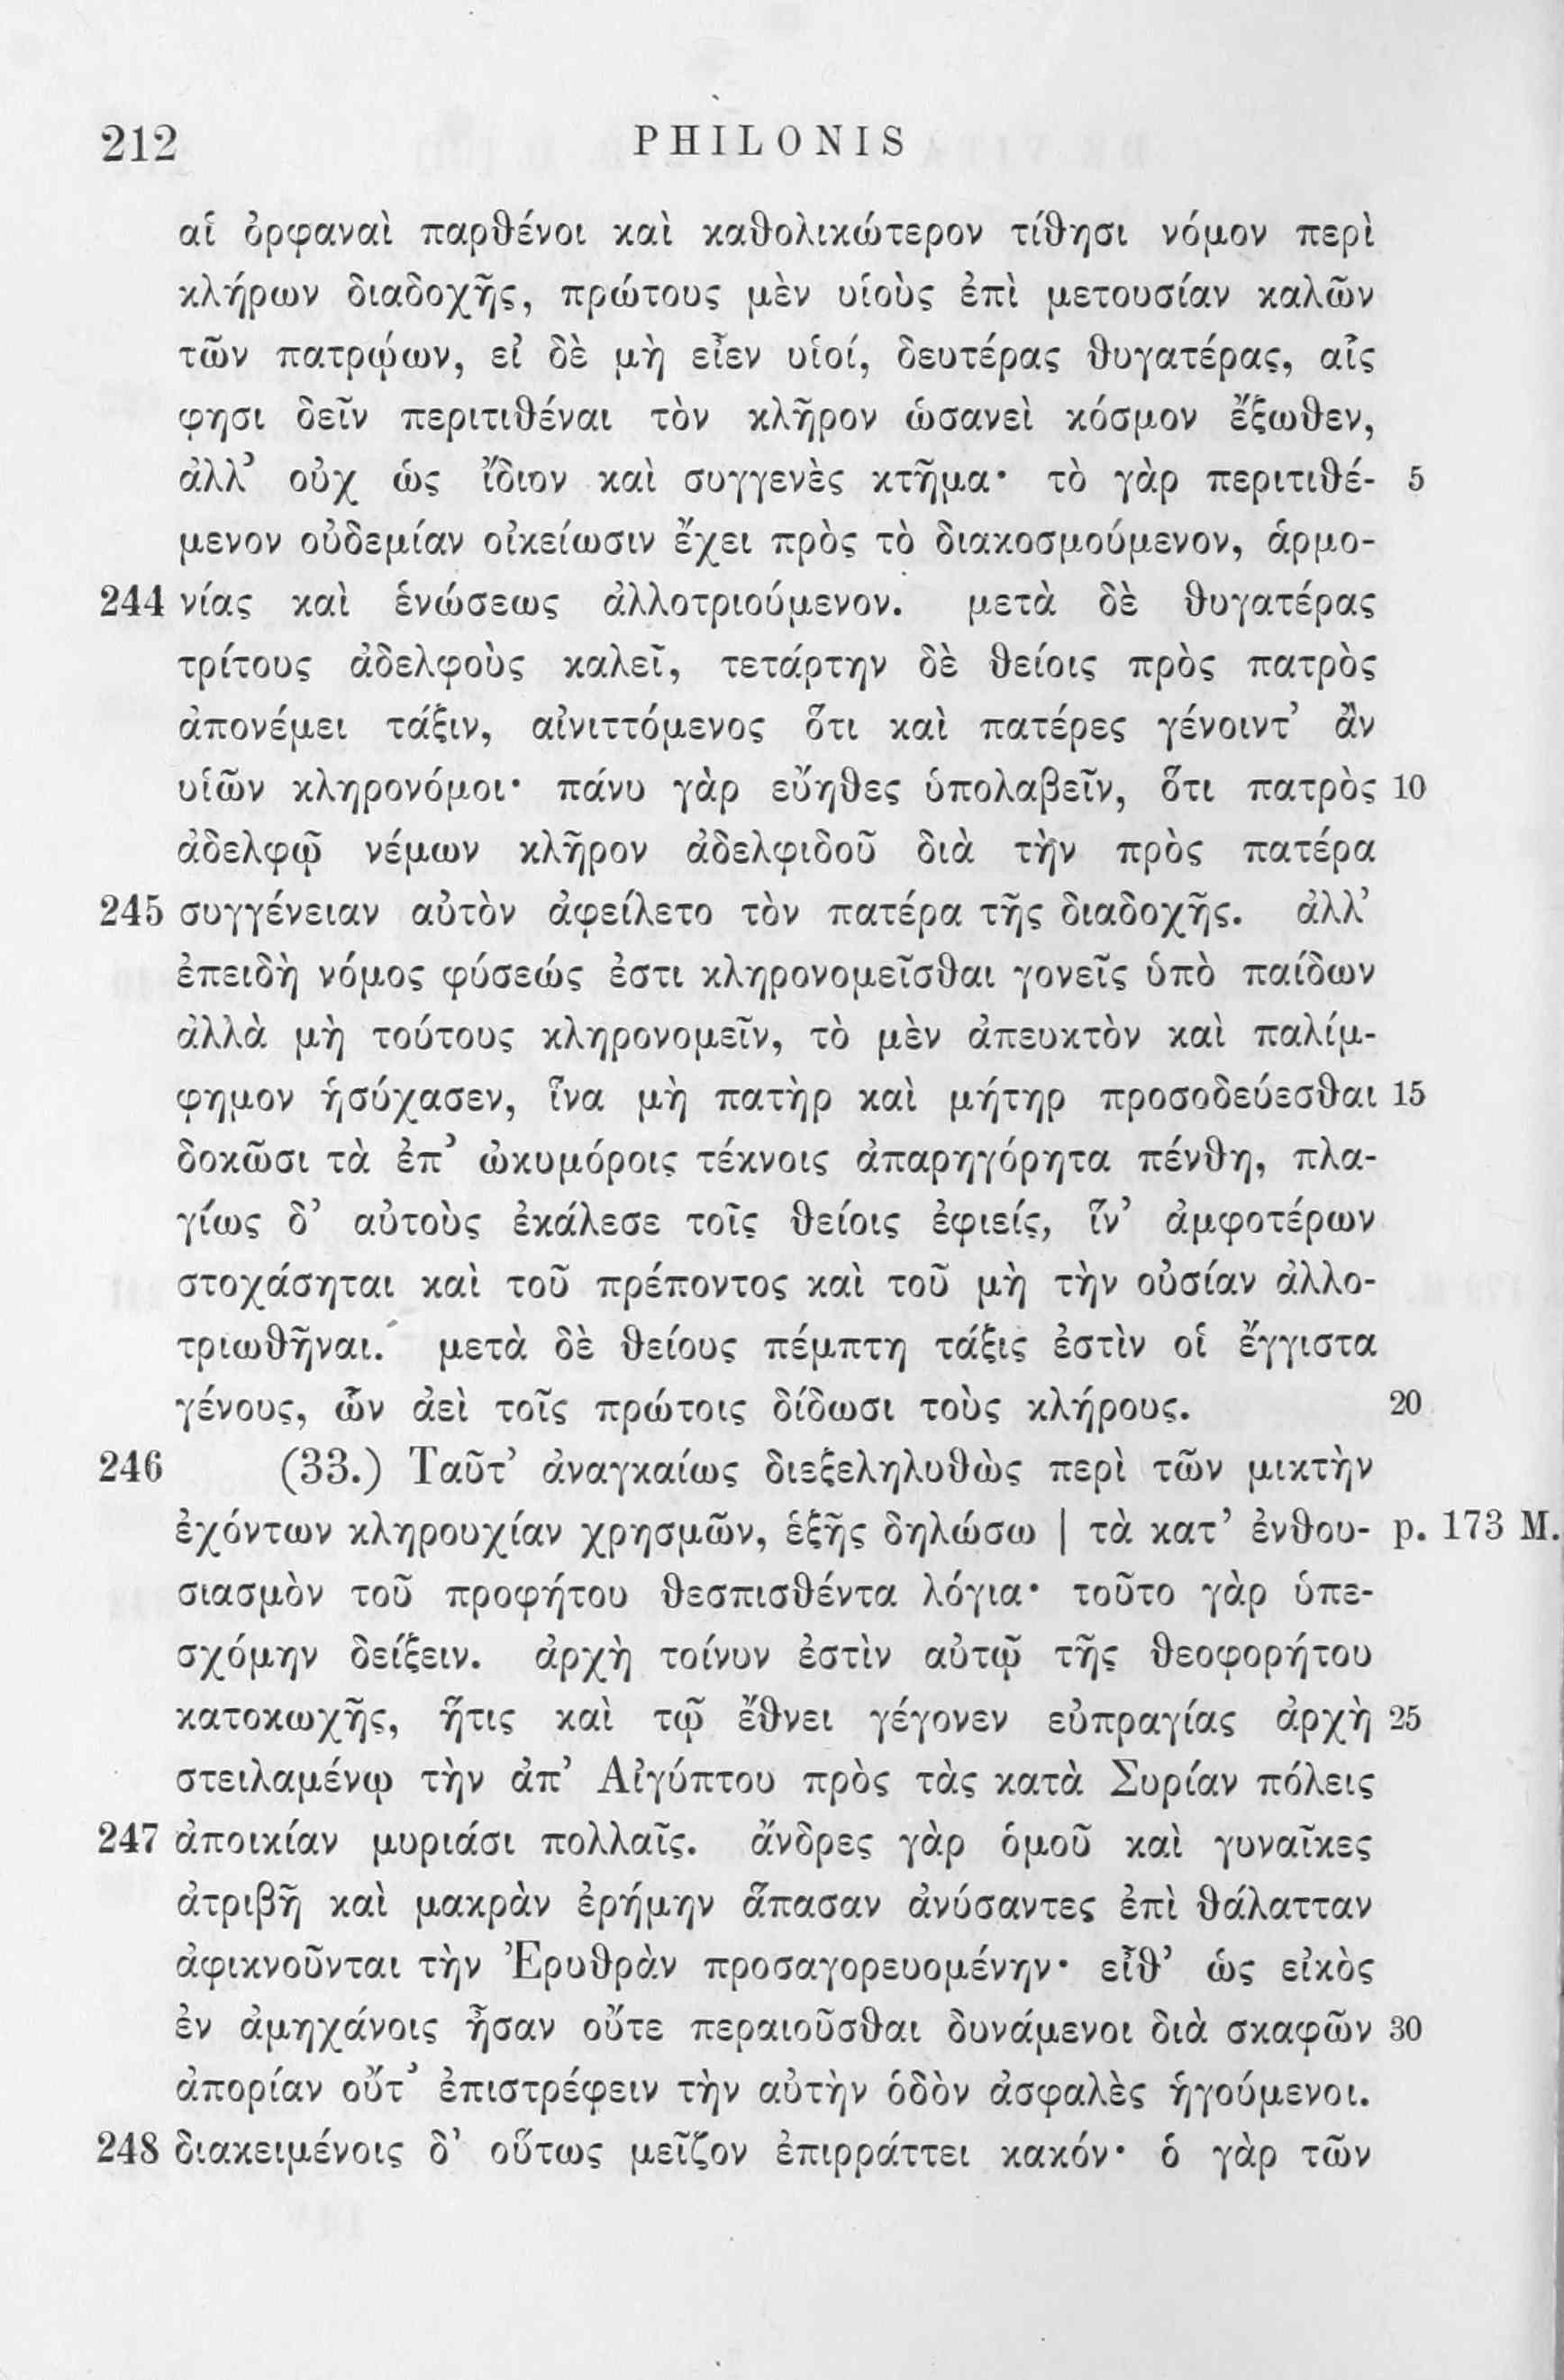 212 PHILONIS
αἱ ὀρφαναὶ παρθένοι καὶ καθολικώτερον τίθησι νόμον περὶ
κλήρων διαδοχῆς, πρώτους μὲν υἱοὺς ἐπὶ μετουσίαν καλῶν
τῶν πατρῴων, εἰ δὲ μὴ εἶεν υἱοί, δευτέρας θυγατέρας, αἷς
φησι δεῖν περιτιθέναι τὸν κλῆρον ὡσανεὶ κόσμον ἔξωθεν,
ἀλλ’ οὐχ ὡς ἴδιον καὶ συγγενὲς κτῆμα· τὸ γὰρ περιτιθέ- 5
μενον οὐδεμίαν οἰκείωσιν ἔχει πρὸς τὸ διακοσμούμενον, ἁρμο-
244 νίας καὶ ἑνώσεως ἀλλοτριούμενον. μετὰ δὲ θυγατέρας
τρίτους ἀδελφοὺς καλεῖ, τετάρτην δὲ θείοις πρὸς πατρὸς
ἀπονέμει τάξιν, αἰνιττόμενος ὅτι καὶ πατέρες γένοιντ’ ἂν
υἱῶν κληρονόμοι· πάνυ γὰρ εὔηθες ὑπολαβεῖν, ὅτι πατρὸς 10
ἀδελφῷ νέμων κλῆρον ἀδελφιδοῦ διὰ τὴν πρὸς πατέρα
245 συγγένειαν αὐτὸν ἀφείλετο τὸν πατέρα τῆς διαδοχῆς. ἀλλ’
ἐπειδὴ νόμος φύσεώς ἐστι κληρονομεῖσθαι γονεῖς ὑπὸ παίδων
ἀλλὰ μὴ τούτους κληρονομεῖν, τὸ μὲν ἀπευκτὸν καὶ παλίμ-
φημον ἡσύχασεν, ἵνα μὴ πατὴρ καὶ μήτηρ προσοδεύεσθαι 15
δοκῶσι τὰ ἐπ’ ὠκυμόροις τέκνοις ἀπαρηγόρητα πένθη, πλα-
γίως δ’ αὐτοὺς ἐκάλεσε τοῖς θείοις ἐφιείς, ἵν’ ἀμφοτέρων
στοχάσηται καὶ τοῦ πρέποντος καὶ τοῦ μὴ τὴν οὐσίαν ἀλλο-
τριωθῆναι. μετὰ δὲ θείους πέμπτη τάξις ἐστὶν οἱ ἔγγιστα
γένους, ὧν ἀεὶ τοῖς πρώτοις δίδωσι τοὺς κλήρους. 20
246 (33.) Ταῦτ’ ἀναγκαίως διεξεληλυθὼς περὶ τῶν μικτὴν
ἐχόντων κληρουχίαν χρησμῶν, ἑξῆς δηλώσω | τὰ κατ’ ἐνθου- p. 173 M.
σιασμὸν τοῦ προφήτου θεσπισθέντα λόγια· τοῦτο γὰρ ὑπε-
σχόμην δείξειν. ἀρχὴ τοίνυν ἐστὶν αὐτῷ τῆς θεοφορήτου
κατοκωχῆς, ἥτις καὶ τῷ ἔθνει γέγονεν εὐπραγίας ἀρχὴ 25
στειλαμένῳ τὴν ἀπ’ Αἰγύπτου πρὸς τὰς κατὰ Συρίαν πόλεις
247 ἀποικίαν μυριάσι πολλαῖς. ἄνδρες γὰρ ὁμοῦ καὶ γυναῖκες
ἀτριβῆ καὶ μακρὰν ἐρήμην ἅπασαν ἀνύσαντες ἐπὶ θάλατταν
ἀφικνοῦνται τὴν Ἐρυθρὰν προσαγορευομένην· εἶθ’ ὡς εἰκὸς
ἐν ἀμηχάνοις ἦσαν οὔτε περαιοῦσθαι δυνάμενοι διὰ σκαφῶν 30
ἀπορίαν οὔτ’ ἐπιστρέφειν τὴν αὐτὴν ὁδὸν ἀσφαλὲς ἡγούμενοι.
248 διακειμένοις δ’ οὕτως μεῖζον ἐπιρράττει κακόν· ὁ γὰρ τῶν